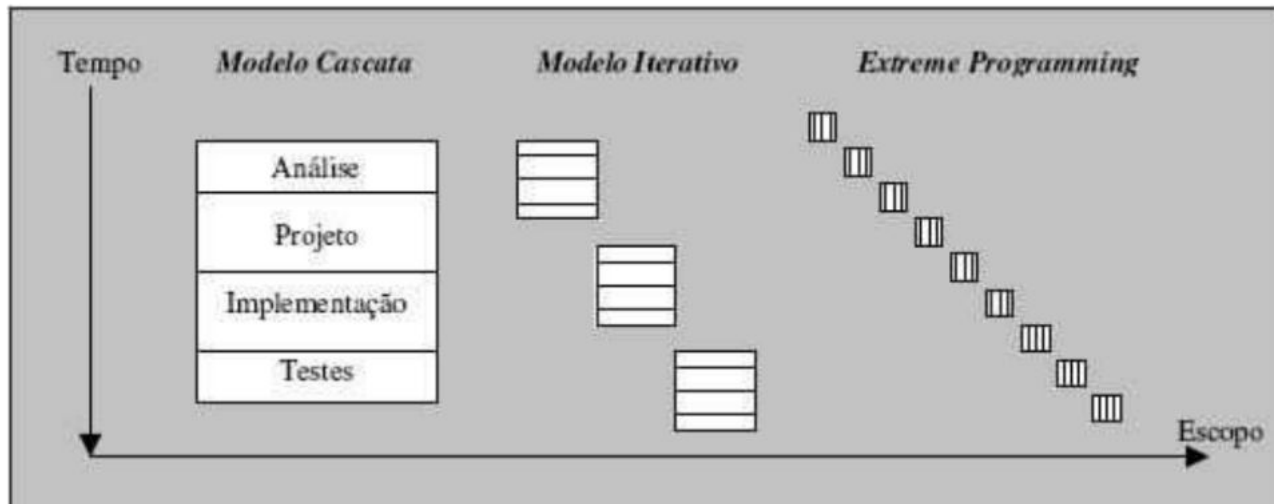 Tempo
Modelo Cascata
Modelo Iterativo
Extreme Programming
Análise
Projeto
Implementação
Testes
Escopo